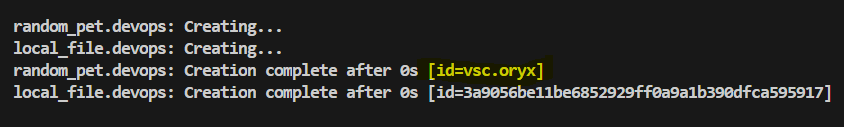 random_pet.devops: Creating...
local_file.devops: Creating...
random_pet.devops: Creation complete after 0s [id=vsc.oryx]
local_file.devops: Creation complete after 0s [id=3a9056be11be6852929ff0a9a1b390dfca595917]